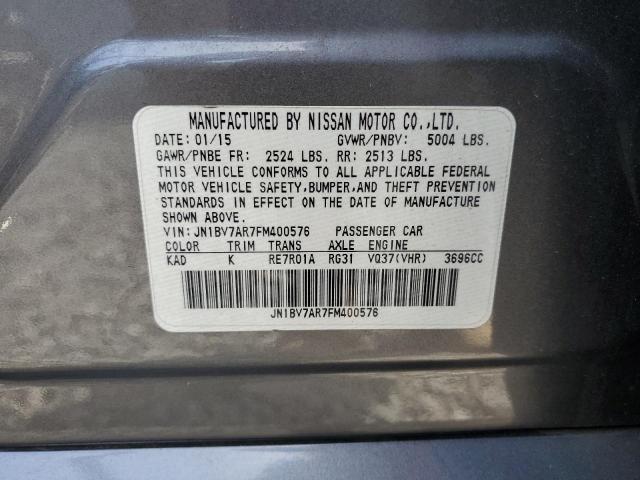 MANUFACTURED BY NISSAN MOTOR CO.,LTD.
DATE: 01/15 GVWR/PNBV: 5004 LBS.
GAWR/PNBE FR: 2524 LBS. RR: 2513 LBS.
THIS VEHICLE CONFORMS TO ALL APPLICABLE FEDERAL
MOTOR VEHICLE SAFETY,BUMPER,AND THEFT PREVENTION
STANDARDS IN EFFECT ON THE DATE OF MANUFACTURE
SHOWN ABOVE.
VIN: JN1BV7AR7FM400576 PASSENGER CAR
COLOR TRIM TRANS AXLE ENGINE
KAD K RE7R01A RG31 VQ37(VHR) 3696CC
JN1BV7AR7FM400576